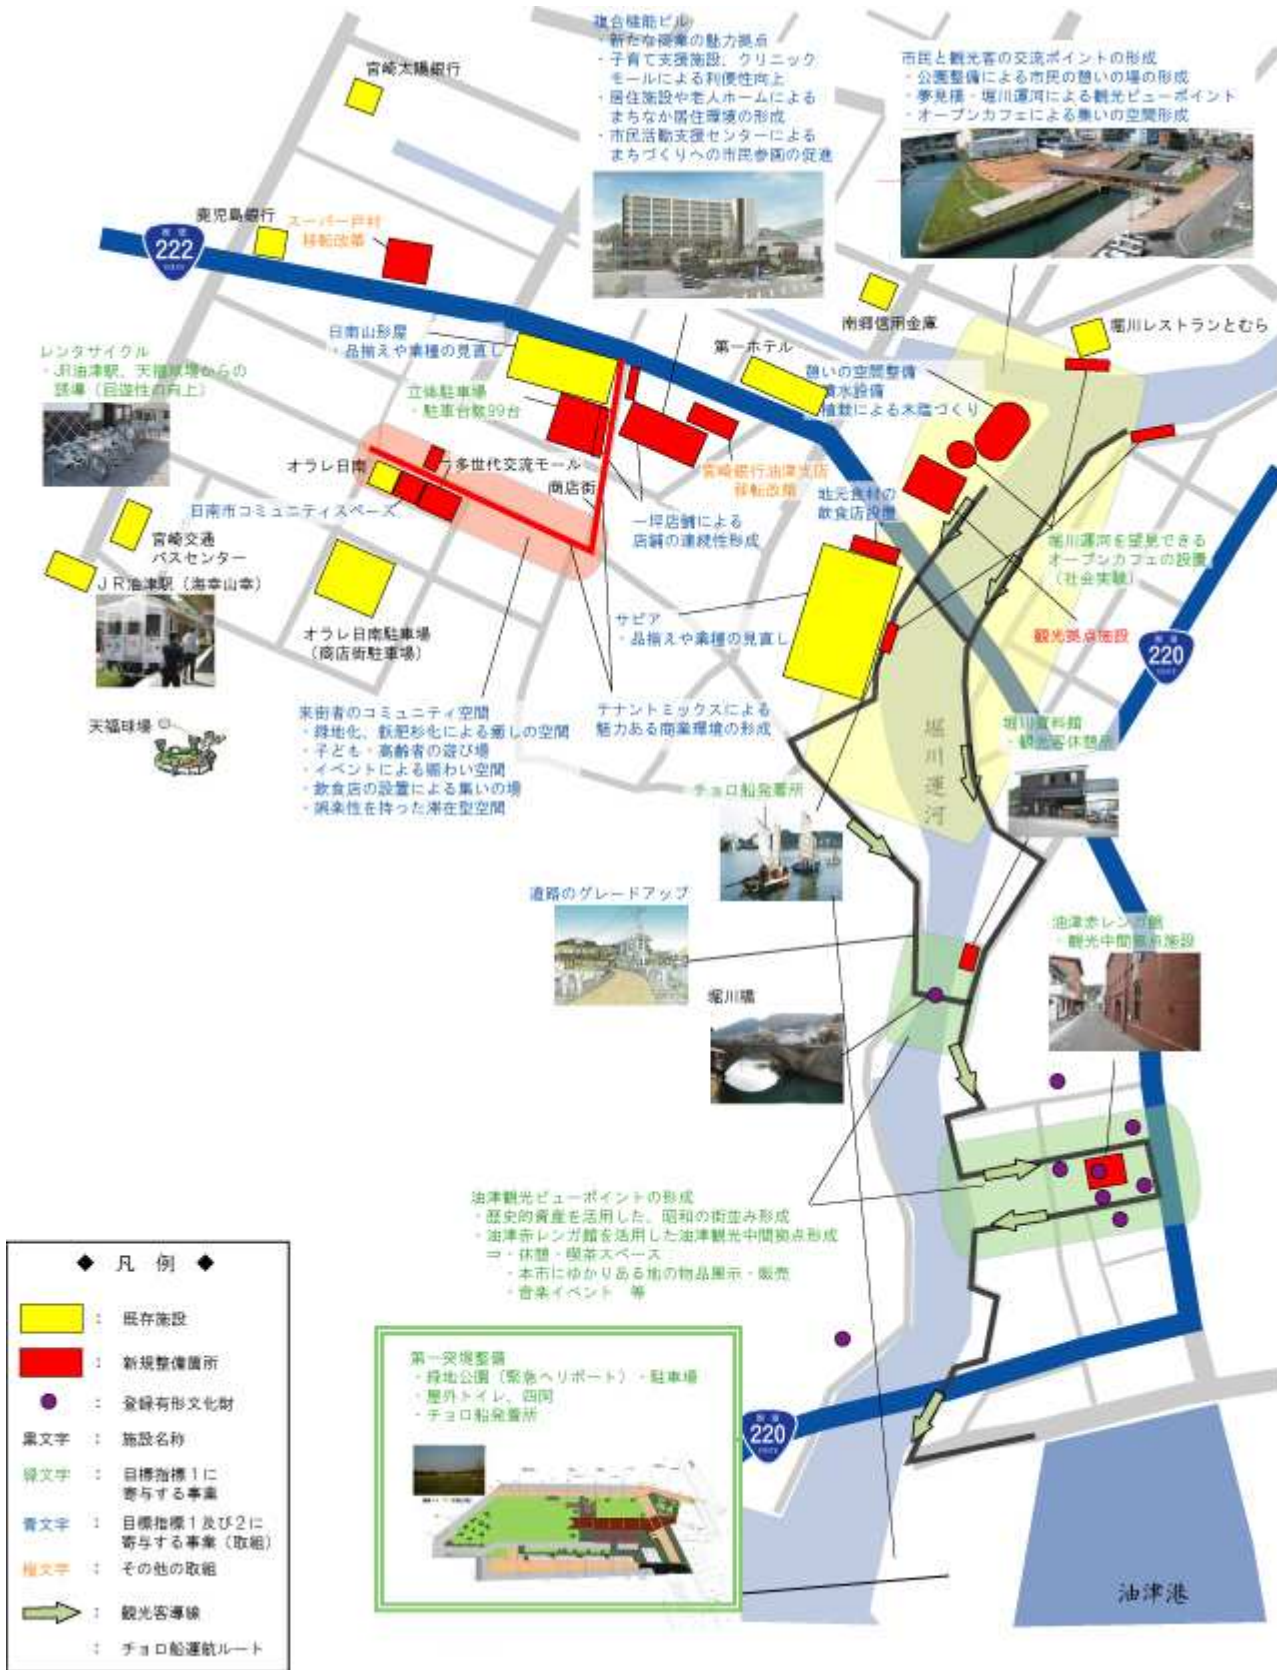 複合機能ビル
・新たな商業の魅力拠点
・子育て支援施設、クリニック
モールによる利便性向上
・居住施設や老人ホームによる
まちなか居住環境の形成
・市民活動支援センターによる
まちづくりへの市民参画の促進
市民と観光客の交流ポイントの形成
・公園整備による市民の憩いの場の形成
・夢見橋・堀川運河による観光ビューポイント
・オープンカフェによる集いの空間形成
宮崎太陽銀行
鹿児島銀行
スーパー戸村
移転改築
222
南郷信用金庫
堀川レストランとむら
日南山形屋
・品揃えや業種の見直し
第一ホテル
憩いの空間整備
噴水設備
植栽による木陰づくり
レンタサイクル
・JR油津駅、天福球場からの
誘導（回遊性の向上）
立体駐車場
・駐車台数99台
オラレ日南
多世代交流モール
商店街
宮崎銀行油津支店
移転改築
地元食材の
飲食店設置
日南市コミュニティスペース
一坪店舗による
店舗の連続性形成
堀川運河を望見できる
オープンカフェの設置
（社会実験）
宮崎交通
バスセンター
ＪＲ油津駅（海幸山幸）
オラレ日南駐車場
（商店街駐車場）
サピア
・品揃えや業種の見直し
観光拠点施設
220
天福球場
来街者のコミュニティ空間
・緑地化、飫肥杉化による癒しの空間
・子ども・高齢者の遊び場
・イベントによる賑わい空間
・飲食店の設置による集いの場
・娯楽性を持った滞在型空間
テナントミックスによる
魅力ある商業環境の形成
堀川運河
堀川資料館
・観光客休憩所
チョロ船発着所
道路のグレードアップ
油津赤レンガ館
・観光中間拠点施設
堀川橋
油津観光ビューポイントの形成
・歴史的資産を活用した、昭和の街並み形成
・油津赤レンガ館を活用した油津観光中間拠点形成
⇒・休憩・喫茶スペース
・本市にゆかりある地の物品展示・販売
・音楽イベント　等
◆ 凡 例 ◆
： 既存施設
： 新規整備箇所
： 登録有形文化財
黒文字 ： 施設名称
緑文字 ： 目標指標１に
寄与する事業
青文字 ： 目標指標１及び２に
寄与する事業（取組）
橙文字 ： その他の取組
： 観光客導線
： チョロ船運航ルート
第一突堤整備
・緑地公園（緊急ヘリポート）・駐車場
・屋外トイレ、四阿
・チョロ船発着所
220
油津港